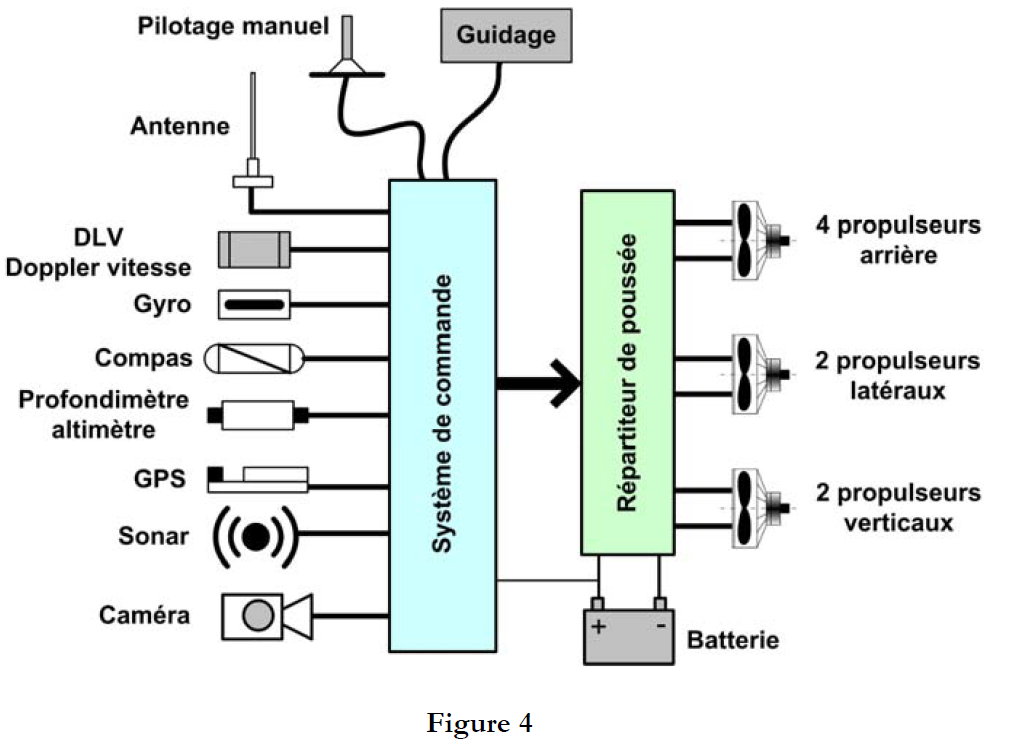 Pilotage manuel
Guidage
Antenne
DLV
Doppler vitesse
Gyro
Compas
Profondimètre
altimètre
GPS
Sonar
Caméra
Système de commande
Répartiteur de poussée
4 propulseurs
arrière
2 propulseurs
latéraux
2 propulseurs
verticaux
+ -
Batterie
Figure 4